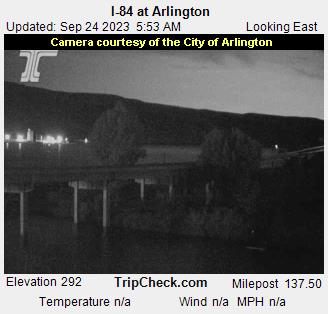 I-84 at Arlington
Updated: Sep 24 2023 5:53 AM Looking East
Camera courtesy of the City of Arlington
Elevation 292 TripCheck.com Milepost 137.50
Temperature n/a Wind n/a MPH n/a